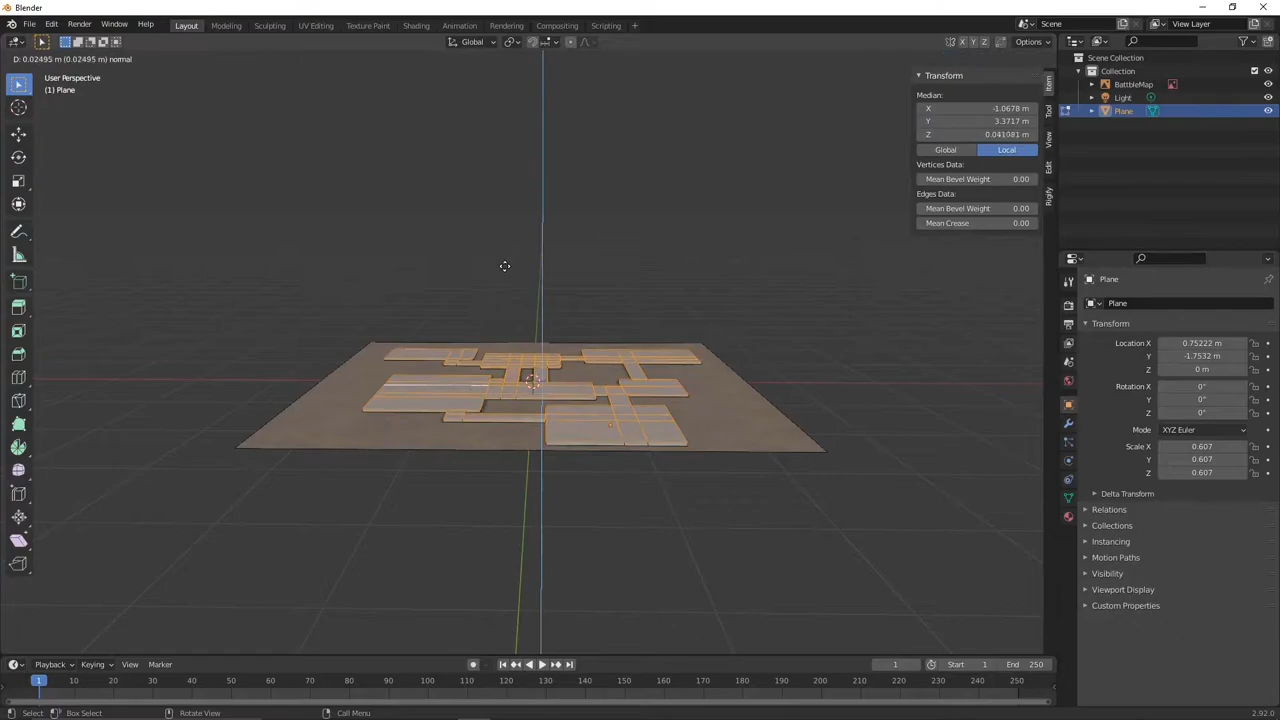 Blender
File Edit Render Window Help Layout Modeling Sculpting UV Editing Texture Paint Shading Animation Rendering Compositing Scripting + Scene View Layer
Global X Y Z Options
D: 0.02495 m (0.02495 m) normal
User Perspective
(1) Plane
Transform
Median:
X -1.0678 m
Y 3.3717 m
Z 0.041081 m
Global Local
Vertices Data:
Mean Bevel Weight 0.00
Edges Data:
Mean Bevel Weight 0.00
Mean Crease 0.00
Item
Tool
View
Edit
Rigify
Scene Collection
Collection
BattbleMap
Light
Plane
Plane
Plane
Transform
Location X 0.75222 m
Y -1.7532 m
Z 0 m
Rotation X 0°
Y 0°
Z 0°
Mode XYZ Euler
Scale X 0.607
Y 0.607
Z 0.607
Delta Transform
Relations
Collections
Instancing
Motion Paths
Visibility
Viewport Display
Custom Properties
Playback Keying View Marker 1 Start 1 End 250
1 10 20 30 40 50 60 70 80 90 100 110 120 130 140 150 160 170 180 190 200 210 220 230 240 250
Select Box Select Rotate View Call Menu 2.92.0